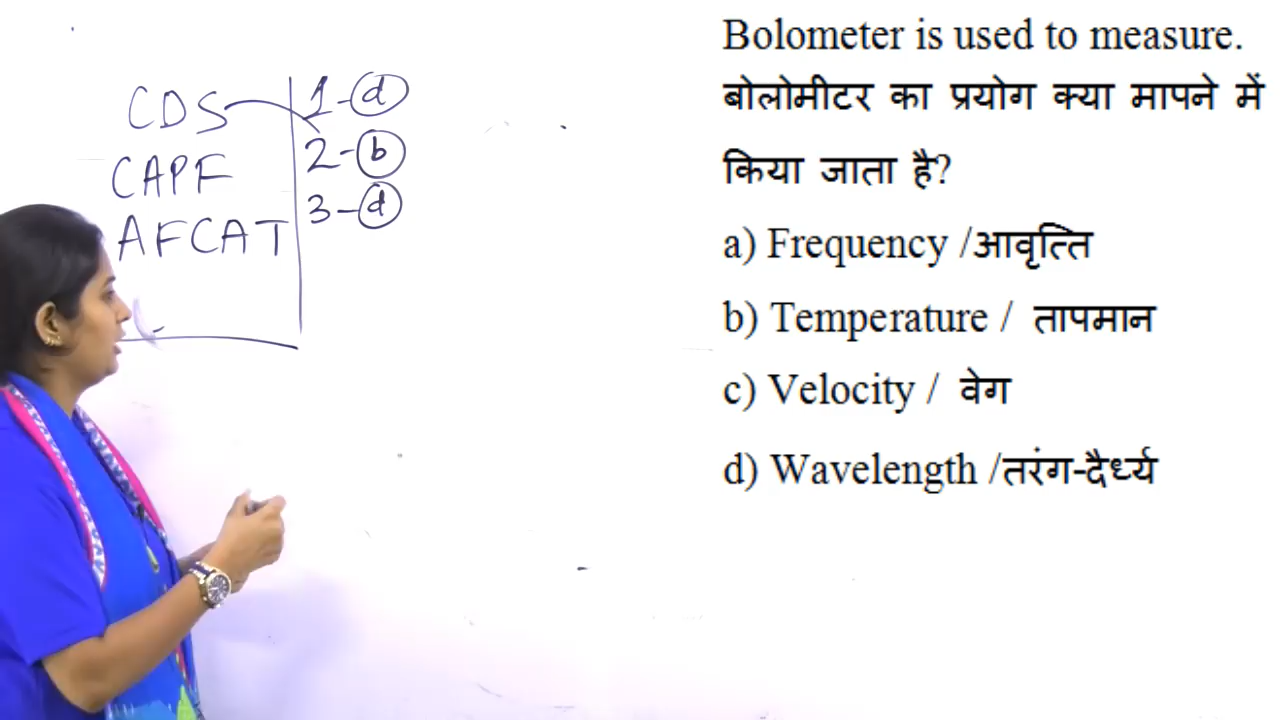 CDS
CAPF
AFCAT
1-d
2-b
3-d
Bolometer is used to measure.
बोलोमीटर का प्रयोग क्या मापने में
किया जाता है?
a) Frequency /आवृत्ति
b) Temperature / तापमान
c) Velocity / वेग
d) Wavelength /तरंग-दैर्ध्य